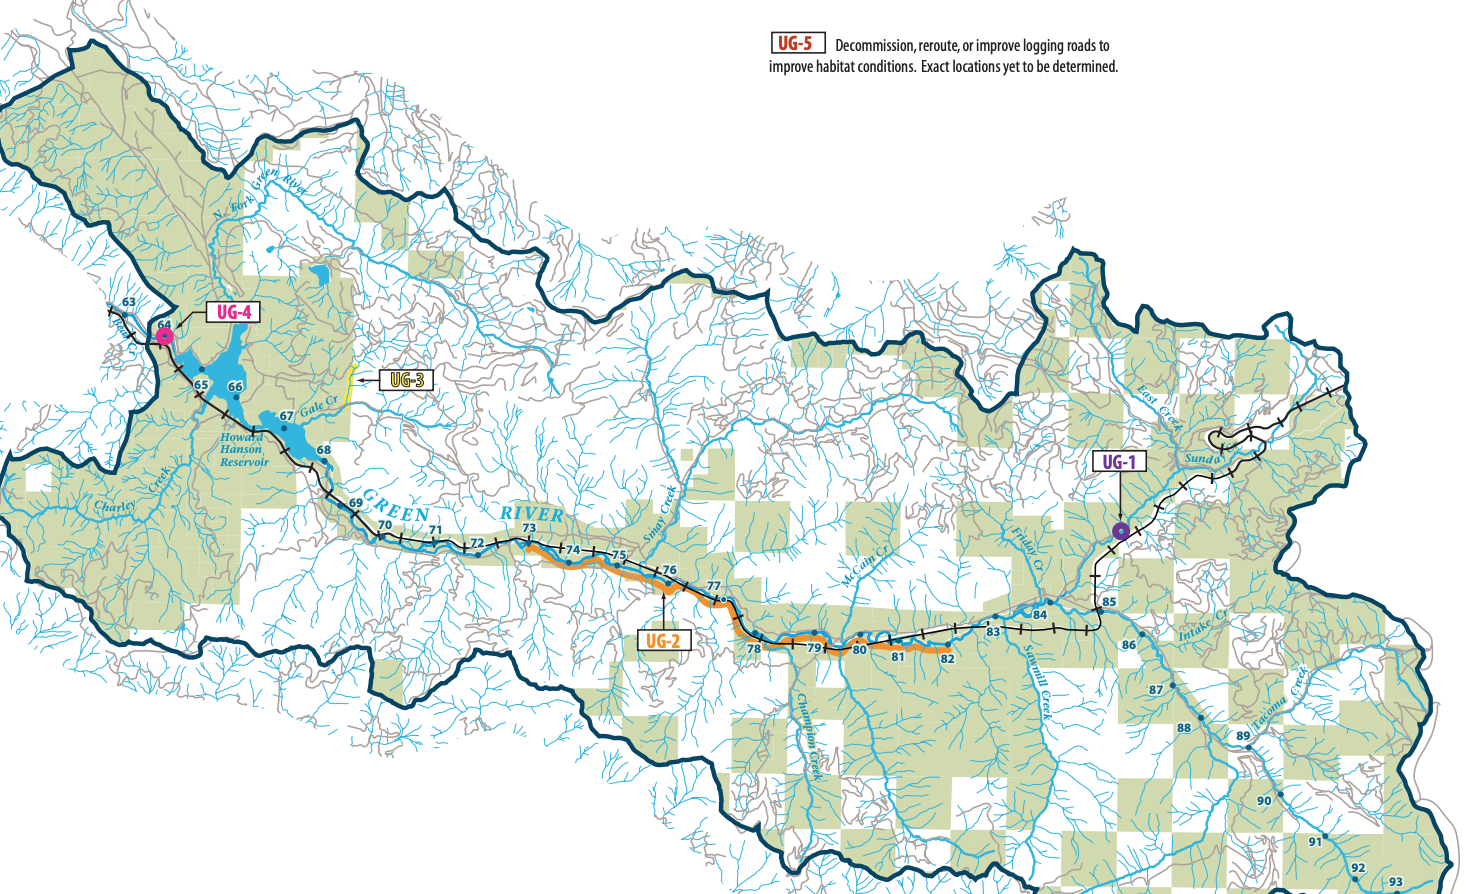 UG-5 Decommission, reroute, or improve logging roads to
improve habitat conditions. Exact locations yet to be determined.
N. Fork Green River
63
64
UG-4
65
66
UG-3
67
Gale Cr
Howard
Hanson
Reservoir
68
Charley Creek
69
GREEN RIVER
70
71
72
73
74
75
76
77
Smay Creek
UG-2
78
79
80
81
82
McCain Cr
Champion Creek
83
84
85
Friday Cr
Sawmill Creek
UG-1
East Creek
Sunday
86
Intake Cr
87
88
89
Tacoma Creek
90
91
92
93